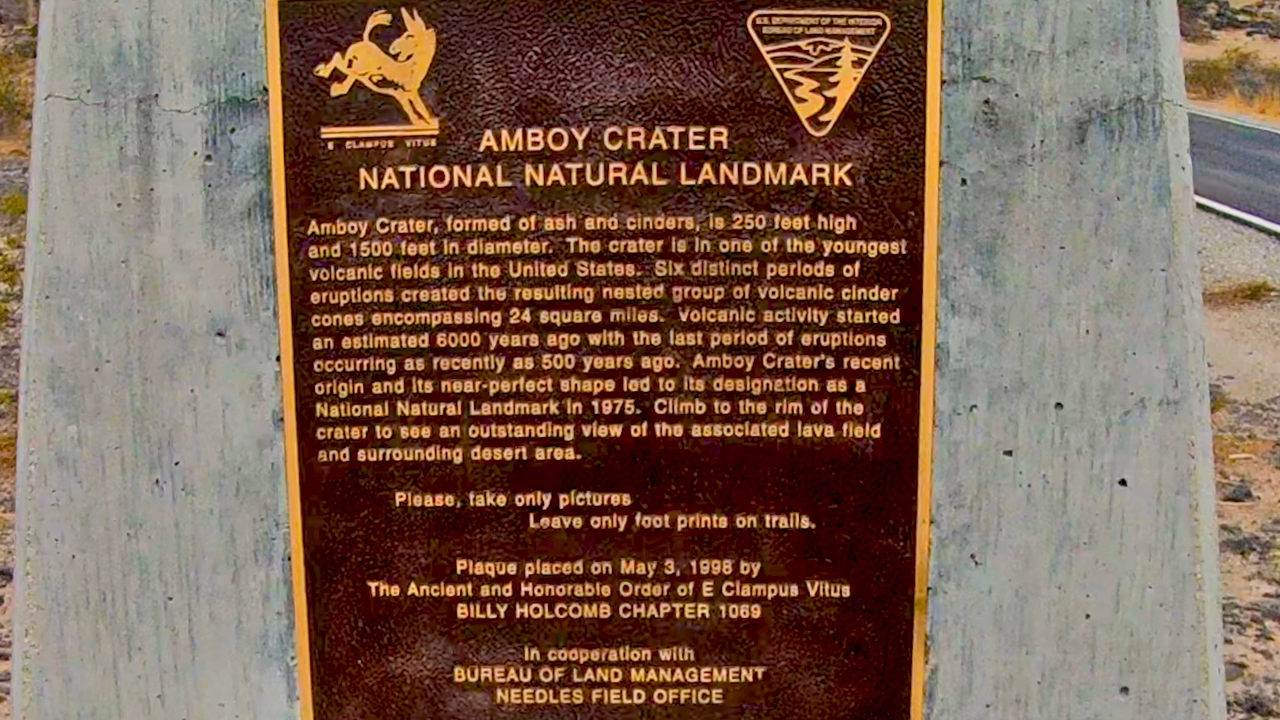 U.S. DEPARTMENT OF THE INTERIOR
BUREAU OF LAND MANAGEMENT
E CLAMPUS VITUS
AMBOY CRATER
NATIONAL NATURAL LANDMARK
Amboy Crater, formed of ash and cinders, is 250 feet high
and 1500 feet in diameter. The crater is in one of the youngest
volcanic fields in the United States. Six distinct periods of
eruptions created the resulting nested group of volcanic cinder
cones encompassing 24 square miles. Volcanic activity started
an estimated 6000 years ago with the last period of eruptions
occurring as recently as 500 years ago. Amboy Crater's recent
origin and its near-perfect shape led to its designation as a
National Natural Landmark in 1975. Climb to the rim of the
crater to see an outstanding view of the associated lava field
and surrounding desert area.
Please, take only pictures
Leave only foot prints on trails.
Plaque placed on May 3, 1998 by
The Ancient and Honorable Order of E Clampus Vitus
BILLY HOLCOMB CHAPTER 1069
In cooperation with
BUREAU OF LAND MANAGEMENT
NEEDLES FIELD OFFICE